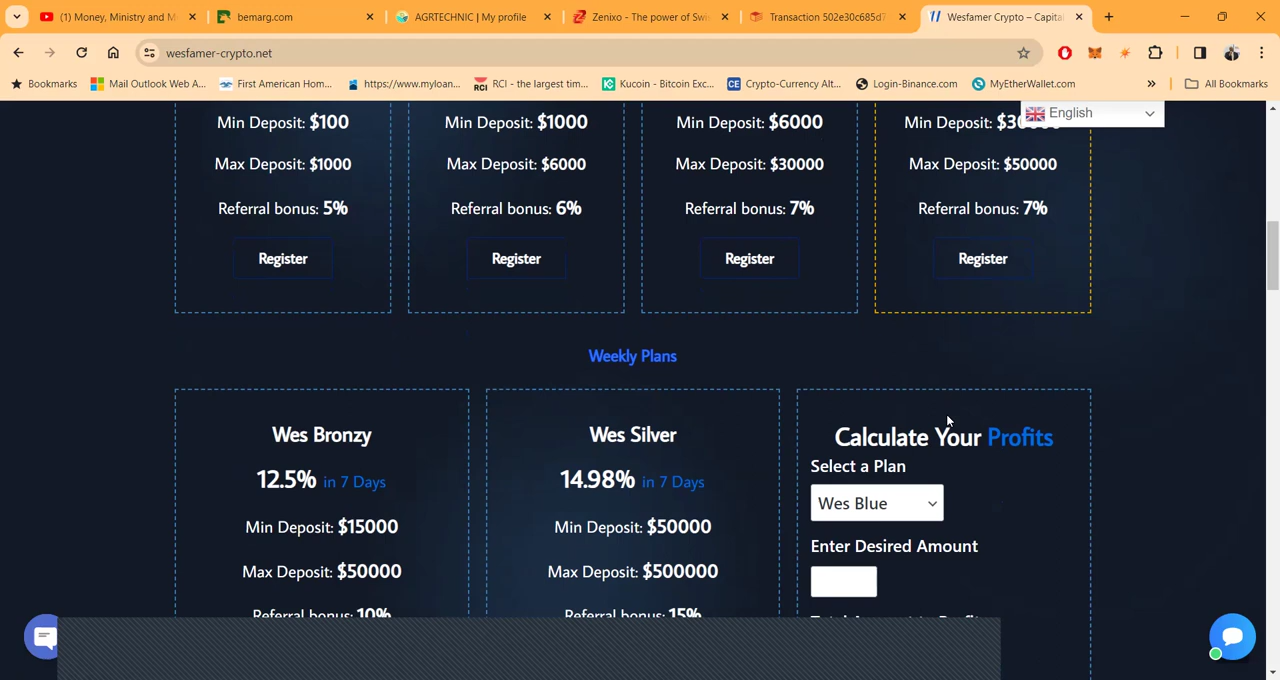 (1) Money, Ministry and M
bemarg.com
AGRTECHNIC | My profile
Zenixo - The power of Swi
Transaction 502e30c685d7
Wesfamer Crypto – Capita
wesfamer-crypto.net
Bookmarks
Mail Outlook Web A...
First American Hom...
https://www.myloan...
RCI - the largest tim...
Kucoin - Bitcoin Exc...
Crypto-Currency Alt...
Login-Binance.com
MyEtherWallet.com
All Bookmarks
English
Min Deposit: $100
Max Deposit: $1000
Referral bonus: 5%
Register
Min Deposit: $1000
Max Deposit: $6000
Referral bonus: 6%
Register
Min Deposit: $6000
Max Deposit: $30000
Referral bonus: 7%
Register
Min Deposit:
Max Deposit: $50000
Referral bonus: 7%
Register
Weekly Plans
Wes Bronzy
12.5% in 7 Days
Min Deposit: $15000
Max Deposit: $50000
Referral bonus: 10%
Wes Silver
14.98% in 7 Days
Min Deposit: $50000
Max Deposit: $500000
Referral bonus: 15%
Calculate Your Profits
Select a Plan
Wes Blue
Enter Desired Amount